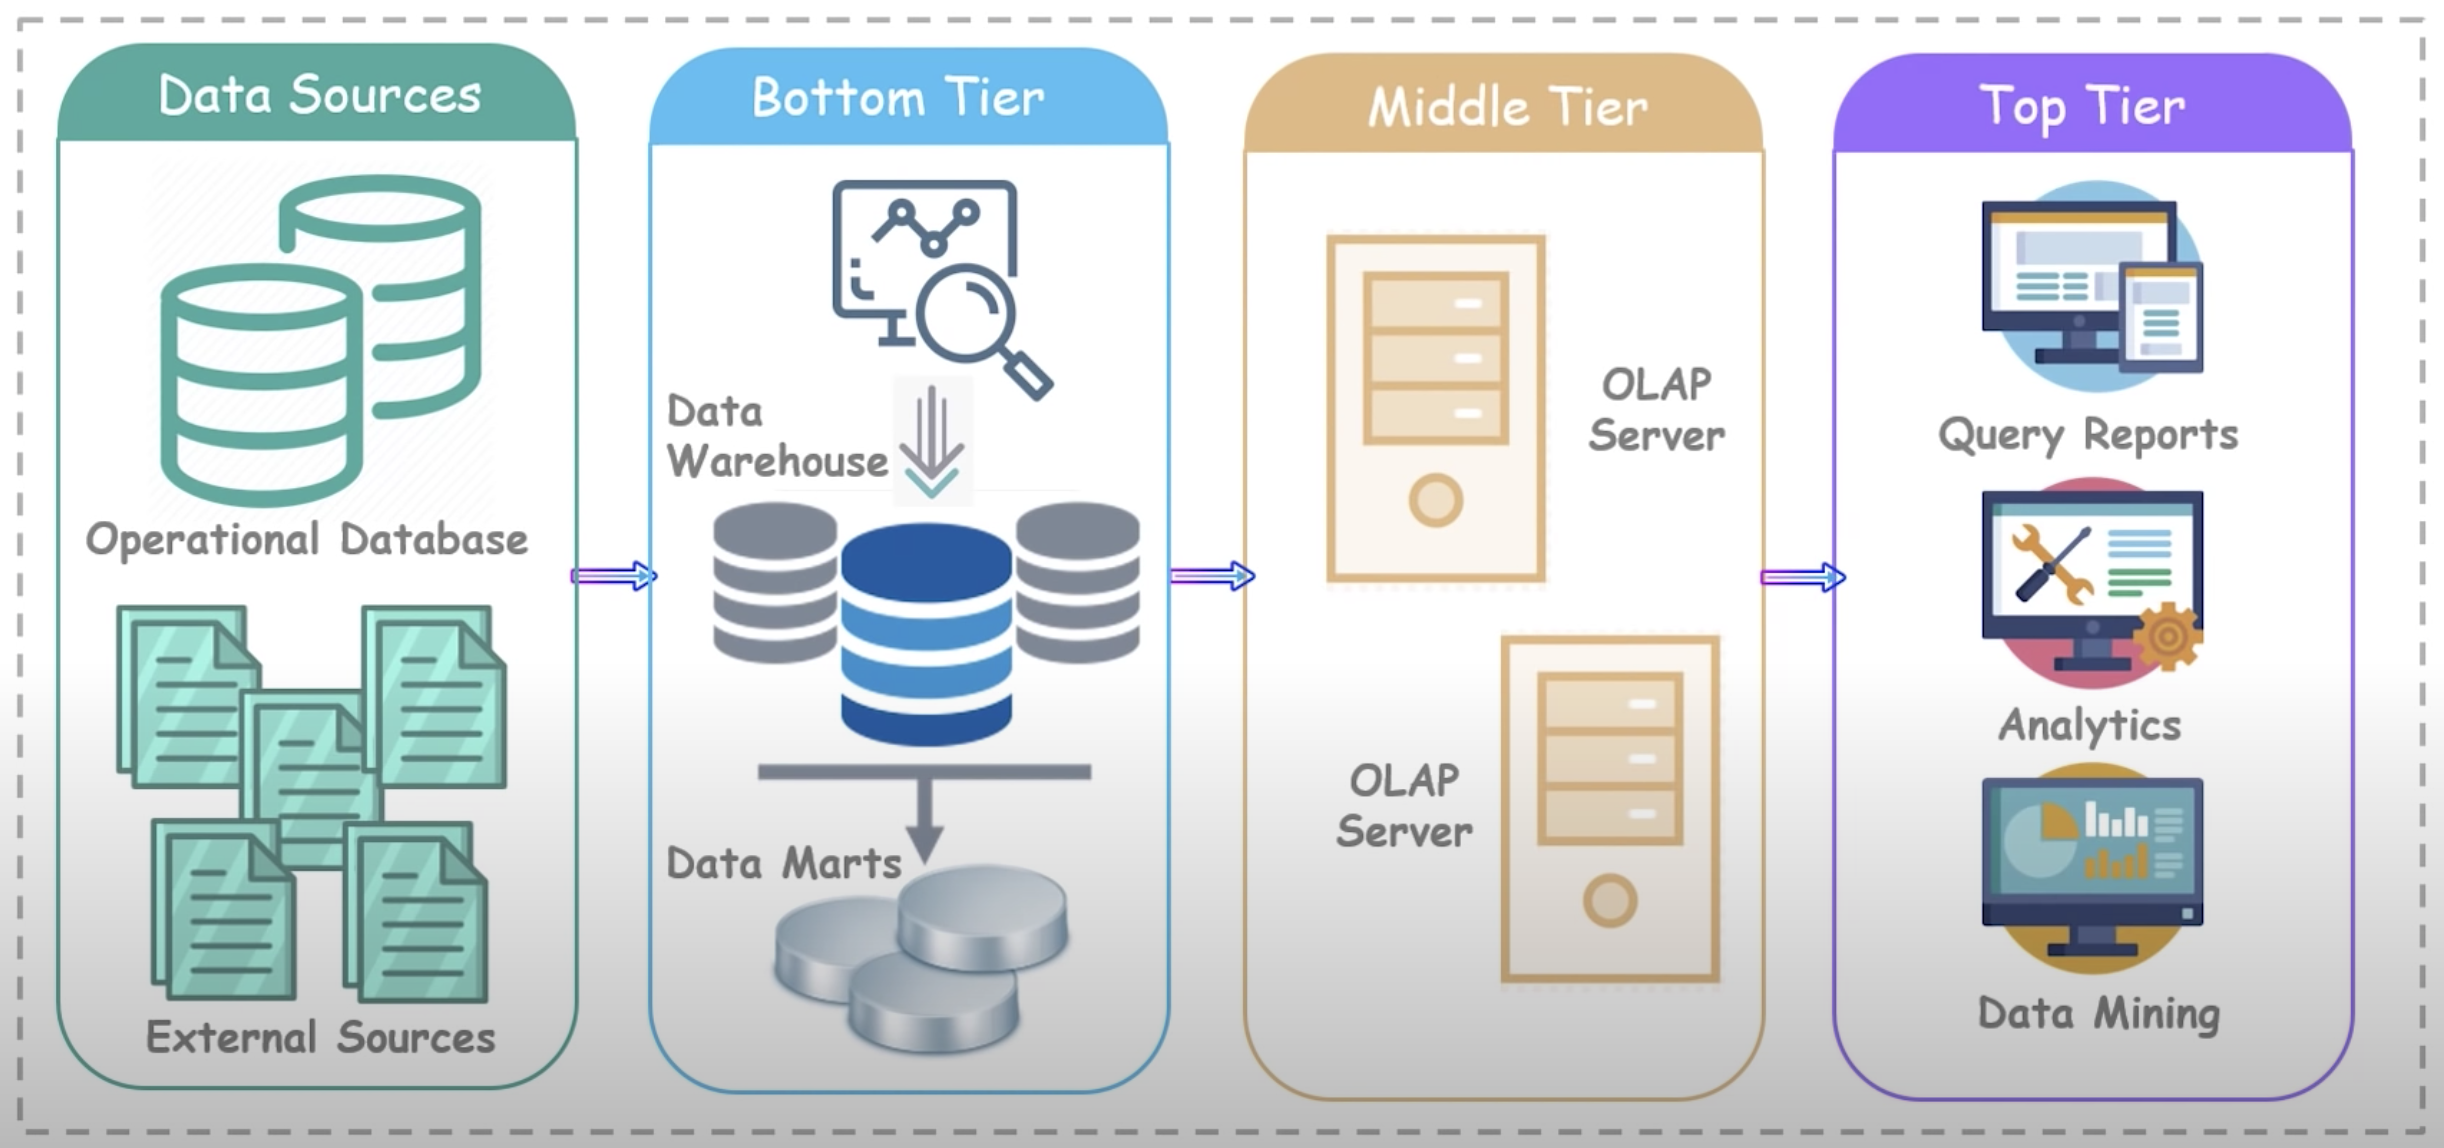 Data Sources
Operational Database
External Sources
Bottom Tier
Data
Warehouse
Data Marts
Middle Tier
OLAP
Server
OLAP
Server
Top Tier
Query Reports
Analytics
Data Mining